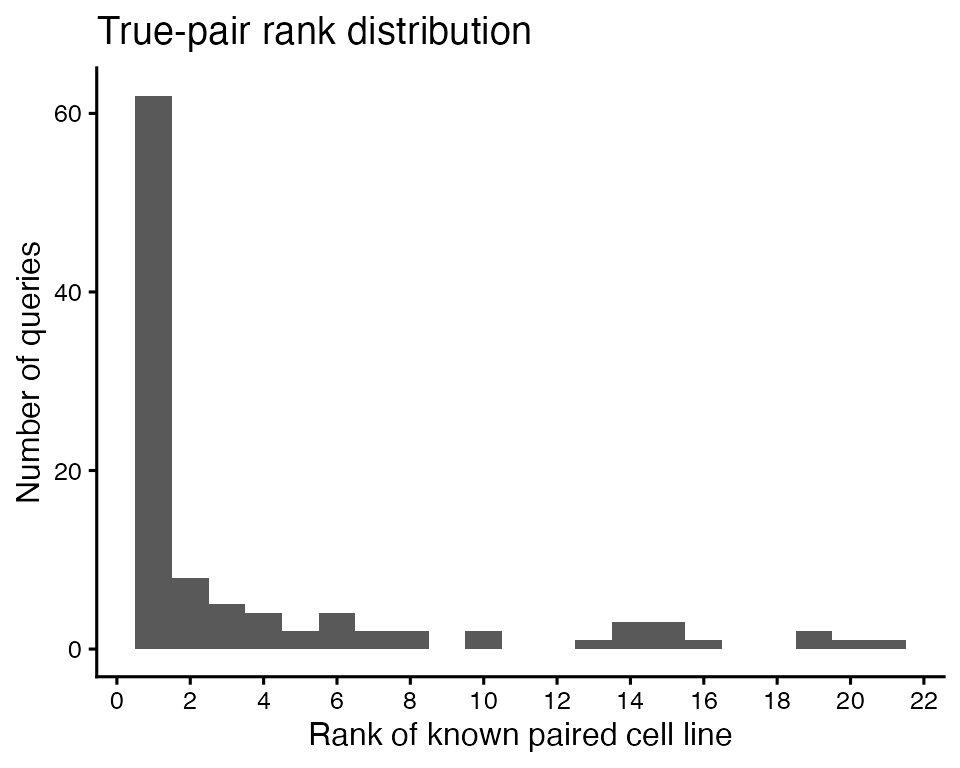 True-pair rank distribution
60
40
20
0
Number of queries
0 2 4 6 8 10 12 14 16 18 20 22
Rank of known paired cell line